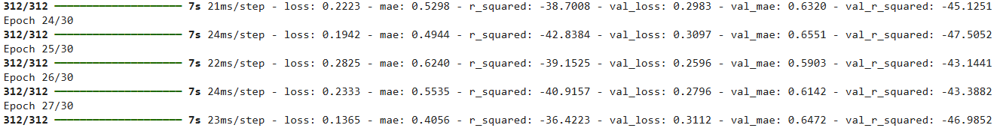 312/312 ━━━━━━━━━━━━━━━━━━━━ 7s 21ms/step - loss: 0.2223 - mae: 0.5298 - r_squared: -38.7008 - val_loss: 0.2983 - val_mae: 0.6320 - val_r_squared: -45.1251
Epoch 24/30
312/312 ━━━━━━━━━━━━━━━━━━━━ 7s 24ms/step - loss: 0.1942 - mae: 0.4944 - r_squared: -42.8384 - val_loss: 0.3097 - val_mae: 0.6551 - val_r_squared: -47.5052
Epoch 25/30
312/312 ━━━━━━━━━━━━━━━━━━━━ 7s 22ms/step - loss: 0.2825 - mae: 0.6240 - r_squared: -39.1525 - val_loss: 0.2596 - val_mae: 0.5903 - val_r_squared: -43.1441
Epoch 26/30
312/312 ━━━━━━━━━━━━━━━━━━━━ 7s 24ms/step - loss: 0.2333 - mae: 0.5535 - r_squared: -40.9157 - val_loss: 0.2796 - val_mae: 0.6142 - val_r_squared: -43.3882
Epoch 27/30
312/312 ━━━━━━━━━━━━━━━━━━━━ 7s 23ms/step - loss: 0.1365 - mae: 0.4056 - r_squared: -36.4223 - val_loss: 0.3112 - val_mae: 0.6472 - val_r_squared: -46.9852